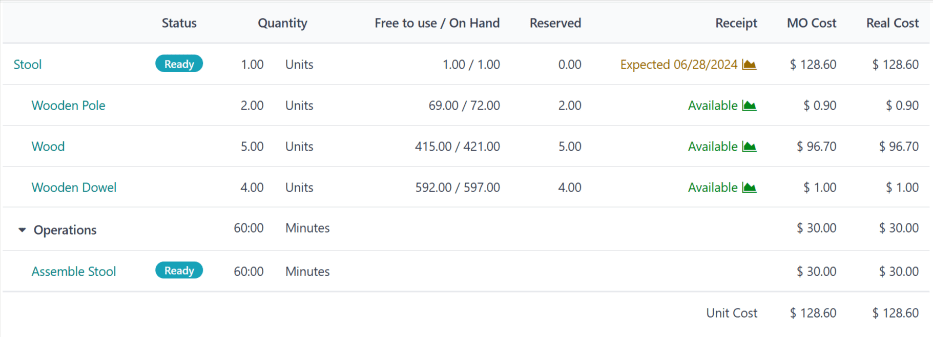 Status Quantity Free to use / On Hand Reserved Receipt MO Cost Real Cost
Stool Ready 1.00 Units 1.00 / 1.00 0.00 Expected 06/28/2024 $ 128.60 $ 128.60
Wooden Pole 2.00 Units 69.00 / 72.00 2.00 Available $ 0.90 $ 0.90
Wood 5.00 Units 415.00 / 421.00 5.00 Available $ 96.70 $ 96.70
Wooden Dowel 4.00 Units 592.00 / 597.00 4.00 Available $ 1.00 $ 1.00
Operations 60:00 Minutes $ 30.00 $ 30.00
Assemble Stool Ready 60:00 Minutes $ 30.00 $ 30.00
Unit Cost $ 128.60 $ 128.60